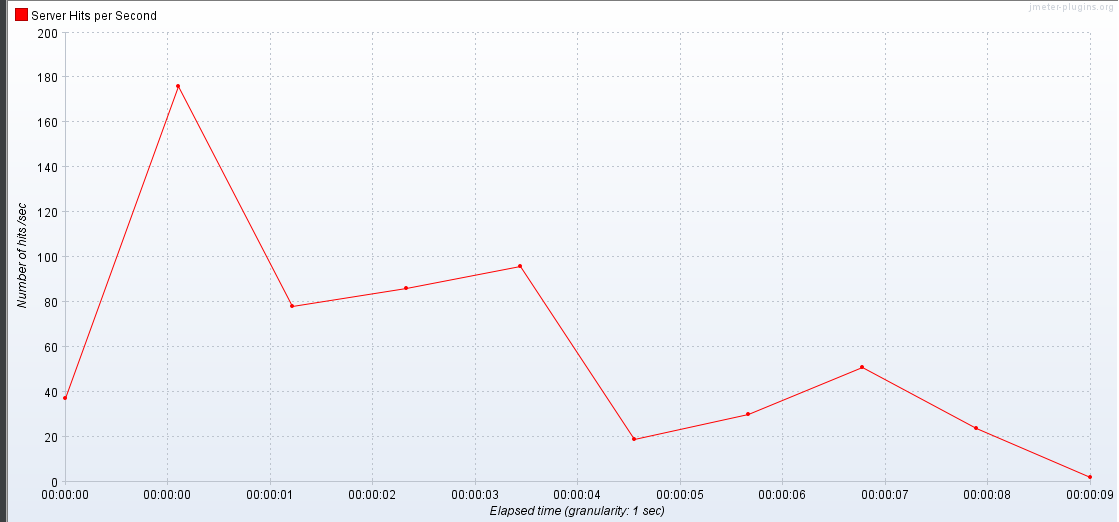 jmeter-plugins.org
Server Hits per Second
200
180
160
140
120
100
80
60
40
20
0
Number of hits /sec
00:00:00 00:00:00 00:00:01 00:00:02 00:00:03 00:00:04 00:00:05 00:00:06 00:00:07 00:00:08 00:00:09
Elapsed time (granularity: 1 sec)